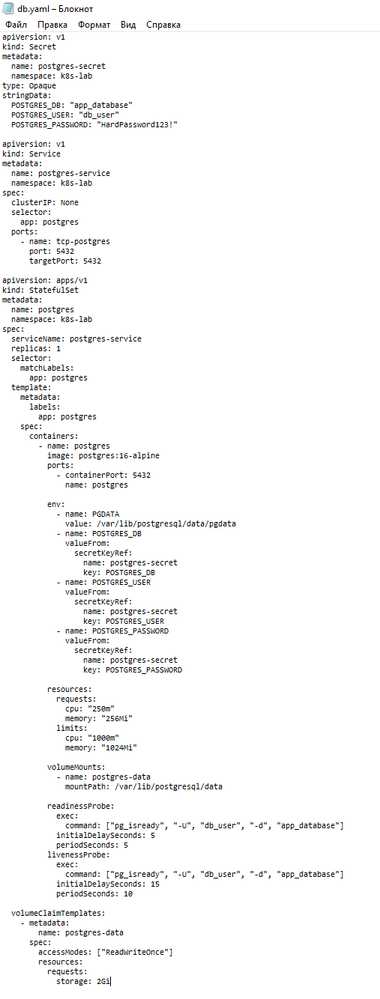 db.yaml – Блокнот
Файл Правка Формат Вид Справка
apiVersion: v1
kind: Secret
metadata:
  name: postgres-secret
  namespace: k8s-lab
type: Opaque
stringData:
  POSTGRES_DB: "app_database"
  POSTGRES_USER: "db_user"
  POSTGRES_PASSWORD: "HardPassword123!"

apiVersion: v1
kind: Service
metadata:
  name: postgres-service
  namespace: k8s-lab
spec:
  clusterIP: None
  selector:
    app: postgres
  ports:
    - name: tcp-postgres
      port: 5432
      targetPort: 5432

apiVersion: apps/v1
kind: StatefulSet
metadata:
  name: postgres
  namespace: k8s-lab
spec:
  serviceName: postgres-service
  replicas: 1
  selector:
    matchLabels:
      app: postgres
  template:
    metadata:
      labels:
        app: postgres
    spec:
      containers:
        - name: postgres
          image: postgres:16-alpine
          ports:
            - containerPort: 5432
              name: postgres

          env:
            - name: PGDATA
              value: /var/lib/postgresql/data/pgdata
            - name: POSTGRES_DB
              valueFrom:
                secretKeyRef:
                  name: postgres-secret
                  key: POSTGRES_DB
            - name: POSTGRES_USER
              valueFrom:
                secretKeyRef:
                  name: postgres-secret
                  key: POSTGRES_USER
            - name: POSTGRES_PASSWORD
              valueFrom:
                secretKeyRef:
                  name: postgres-secret
                  key: POSTGRES_PASSWORD

          resources:
            requests:
              cpu: "250m"
              memory: "256Mi"
            limits:
              cpu: "1000m"
              memory: "1024Mi"

          volumeMounts:
            - name: postgres-data
              mountPath: /var/lib/postgresql/data

          readinessProbe:
            exec:
              command: ["pg_isready", "-U", "db_user", "-d", "app_database"]
            initialDelaySeconds: 5
            periodSeconds: 5
          livenessProbe:
            exec:
              command: ["pg_isready", "-U", "db_user", "-d", "app_database"]
            initialDelaySeconds: 15
            periodSeconds: 10

  volumeClaimTemplates:
    - metadata:
        name: postgres-data
      spec:
        accessModes: ["ReadWriteOnce"]
        resources:
          requests:
            storage: 2Gi